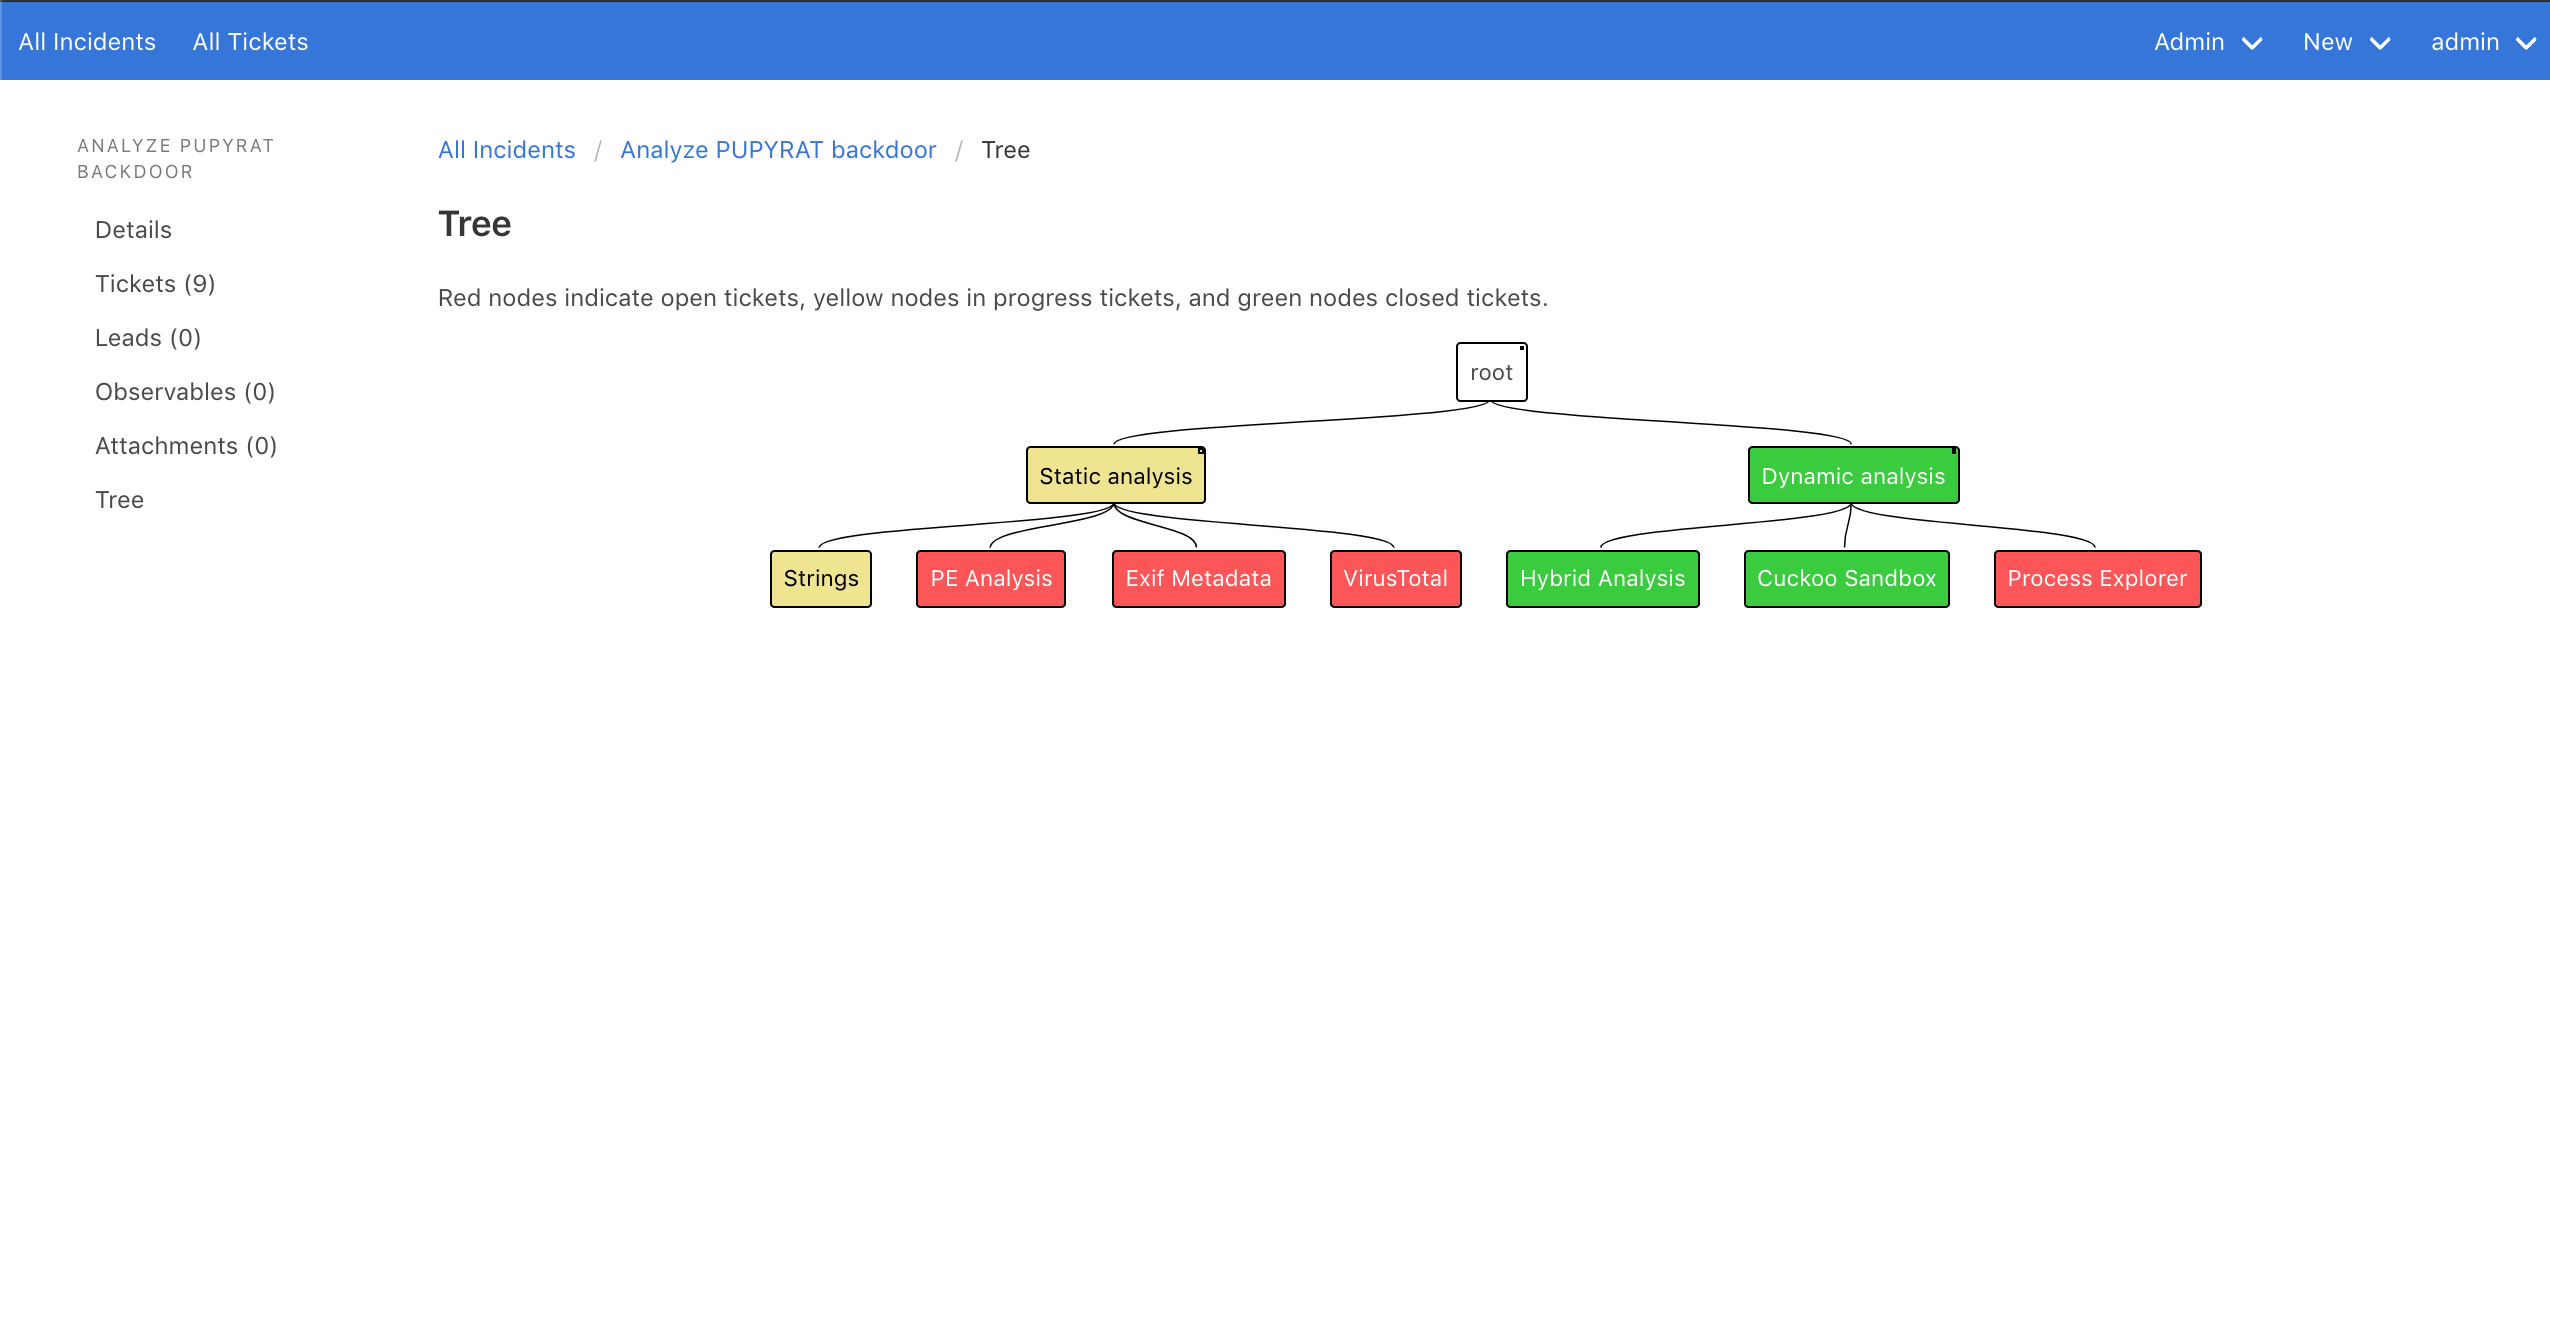 All Incidents All Tickets Admin New admin
ANALYZE PUPYRAT
BACKDOOR
Details
Tickets (9)
Leads (0)
Observables (0)
Attachments (0)
Tree
All Incidents / Analyze PUPYRAT backdoor / Tree
Tree
Red nodes indicate open tickets, yellow nodes in progress tickets, and green nodes closed tickets.
root
Static analysis Dynamic analysis
Strings PE Analysis Exif Metadata VirusTotal Hybrid Analysis Cuckoo Sandbox Process Explorer